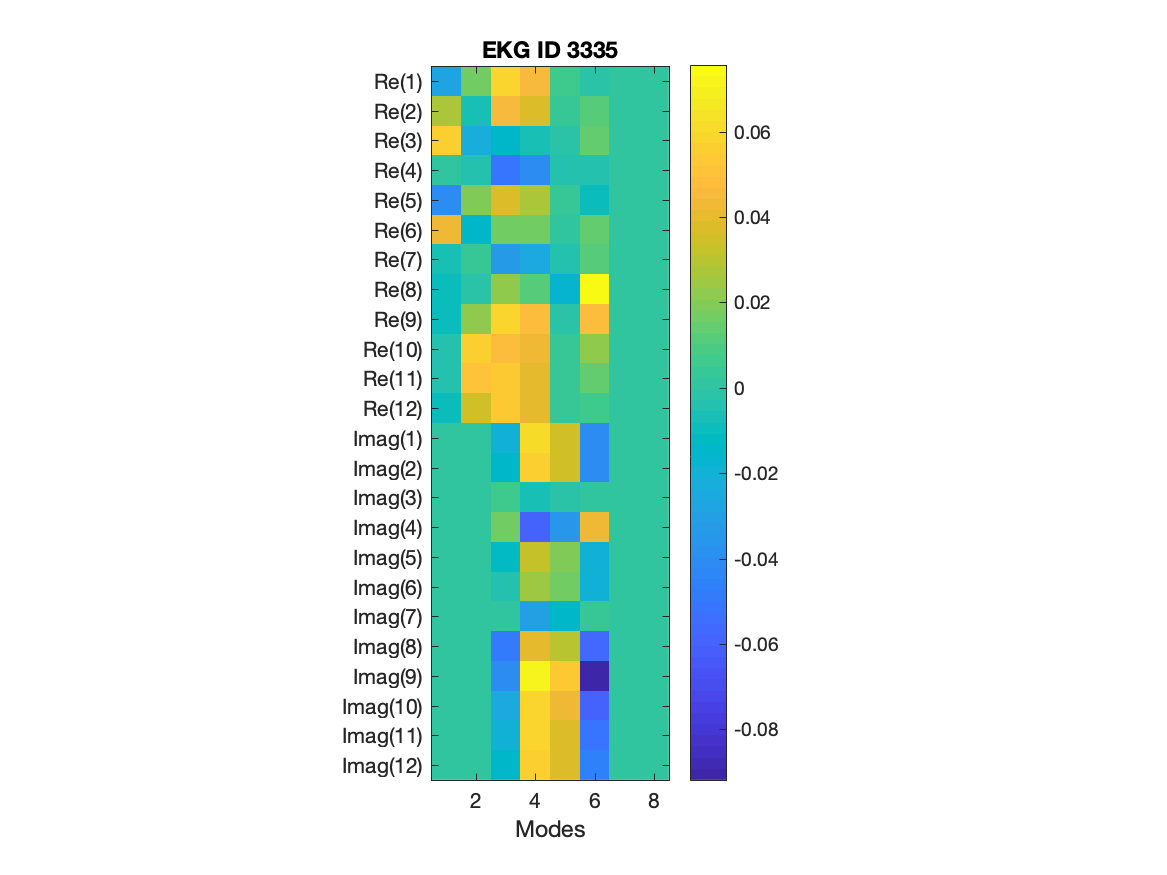 EKG ID 3335
Re(1)
Re(2)
Re(3)
Re(4)
Re(5)
Re(6)
Re(7)
Re(8)
Re(9)
Re(10)
Re(11)
Re(12)
Imag(1)
Imag(2)
Imag(3)
Imag(4)
Imag(5)
Imag(6)
Imag(7)
Imag(8)
Imag(9)
Imag(10)
Imag(11)
Imag(12)
2 4 6 8
Modes
0.06
0.04
0.02
0
-0.02
-0.04
-0.06
-0.08